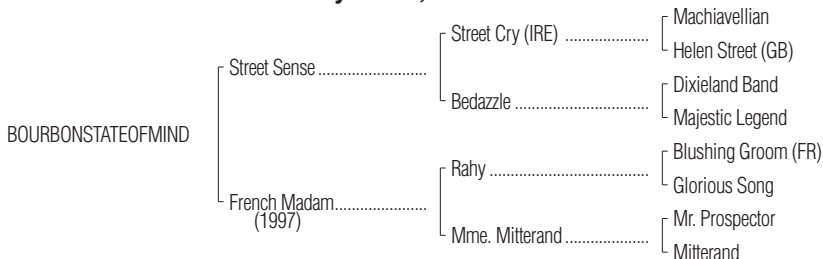 Machiavellian
Street Cry (IRE) ....................
Helen Street (GB)
Street Sense ..........................
Dixieland Band
Bedazzle ................................
Majestic Legend
BOURBONSTATEOFMIND
Blushing Groom (FR)
Rahy ......................................
Glorious Song
French Madam......................
(1997)
Mr. Prospector
Mme. Mitterand ....................
Mitterand